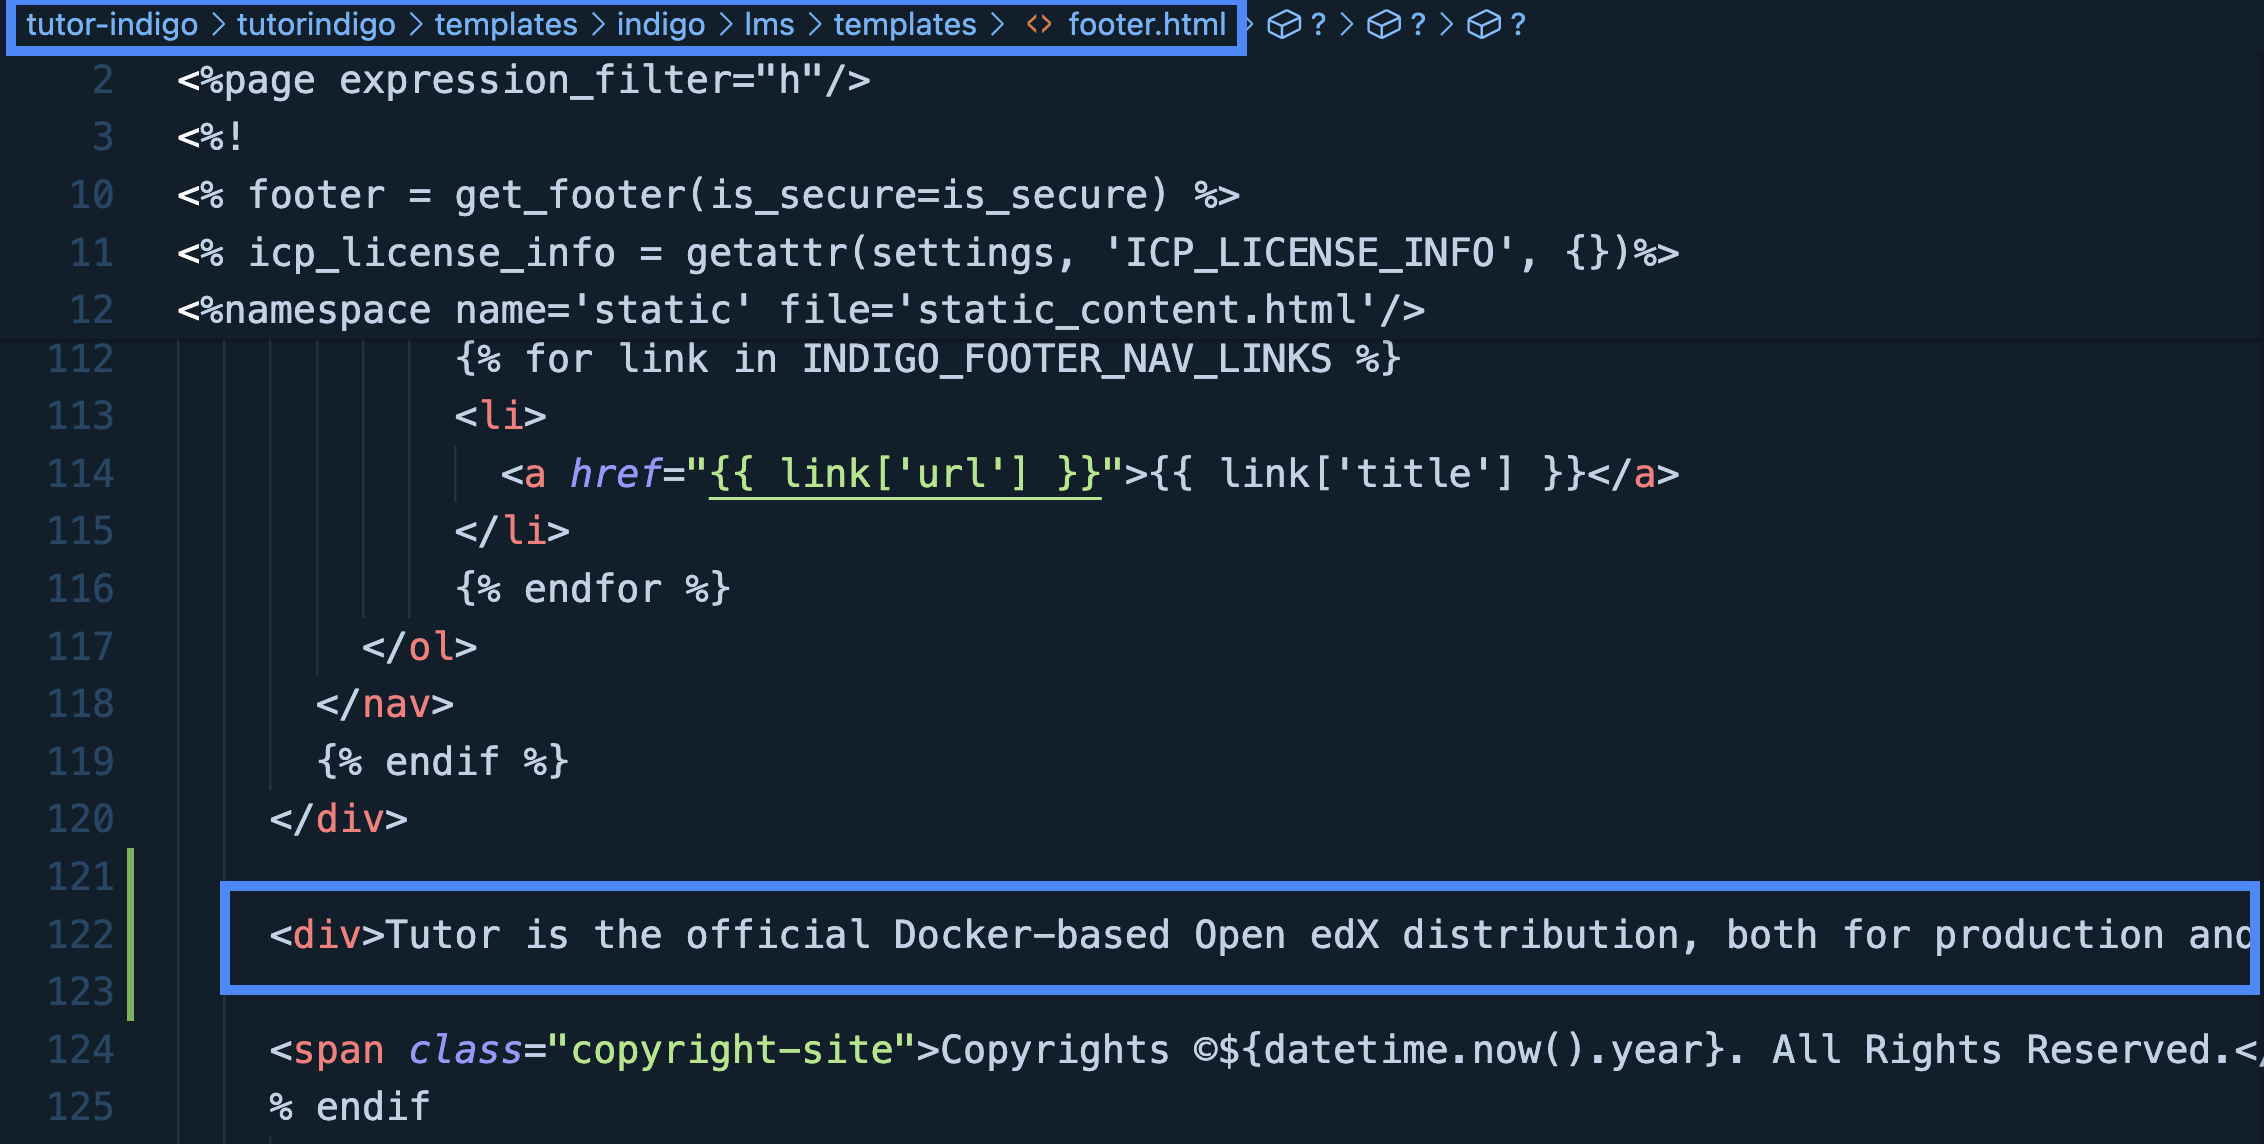 tutor-indigo > tutorindigo > templates > indigo > lms > templates > <> footer.html > ? > ? > ?
2 <%page expression_filter="h"/>
3 <%!
10 <% footer = get_footer(is_secure=is_secure) %>
11 <% icp_license_info = getattr(settings, 'ICP_LICENSE_INFO', {})%>
12 <%namespace name='static' file='static_content.html'/>
112 {% for link in INDIGO_FOOTER_NAV_LINKS %}
113 <li>
114 <a href="{{ link['url'] }}">{{ link['title'] }}</a>
115 </li>
116 {% endfor %}
117 </ol>
118 </nav>
119 {% endif %}
120 </div>
121
122 <div>Tutor is the official Docker-based Open edX distribution, both for production and
123
124 <span class="copyright-site">Copyrights ©${datetime.now().year}. All Rights Reserved.</
125 % endif